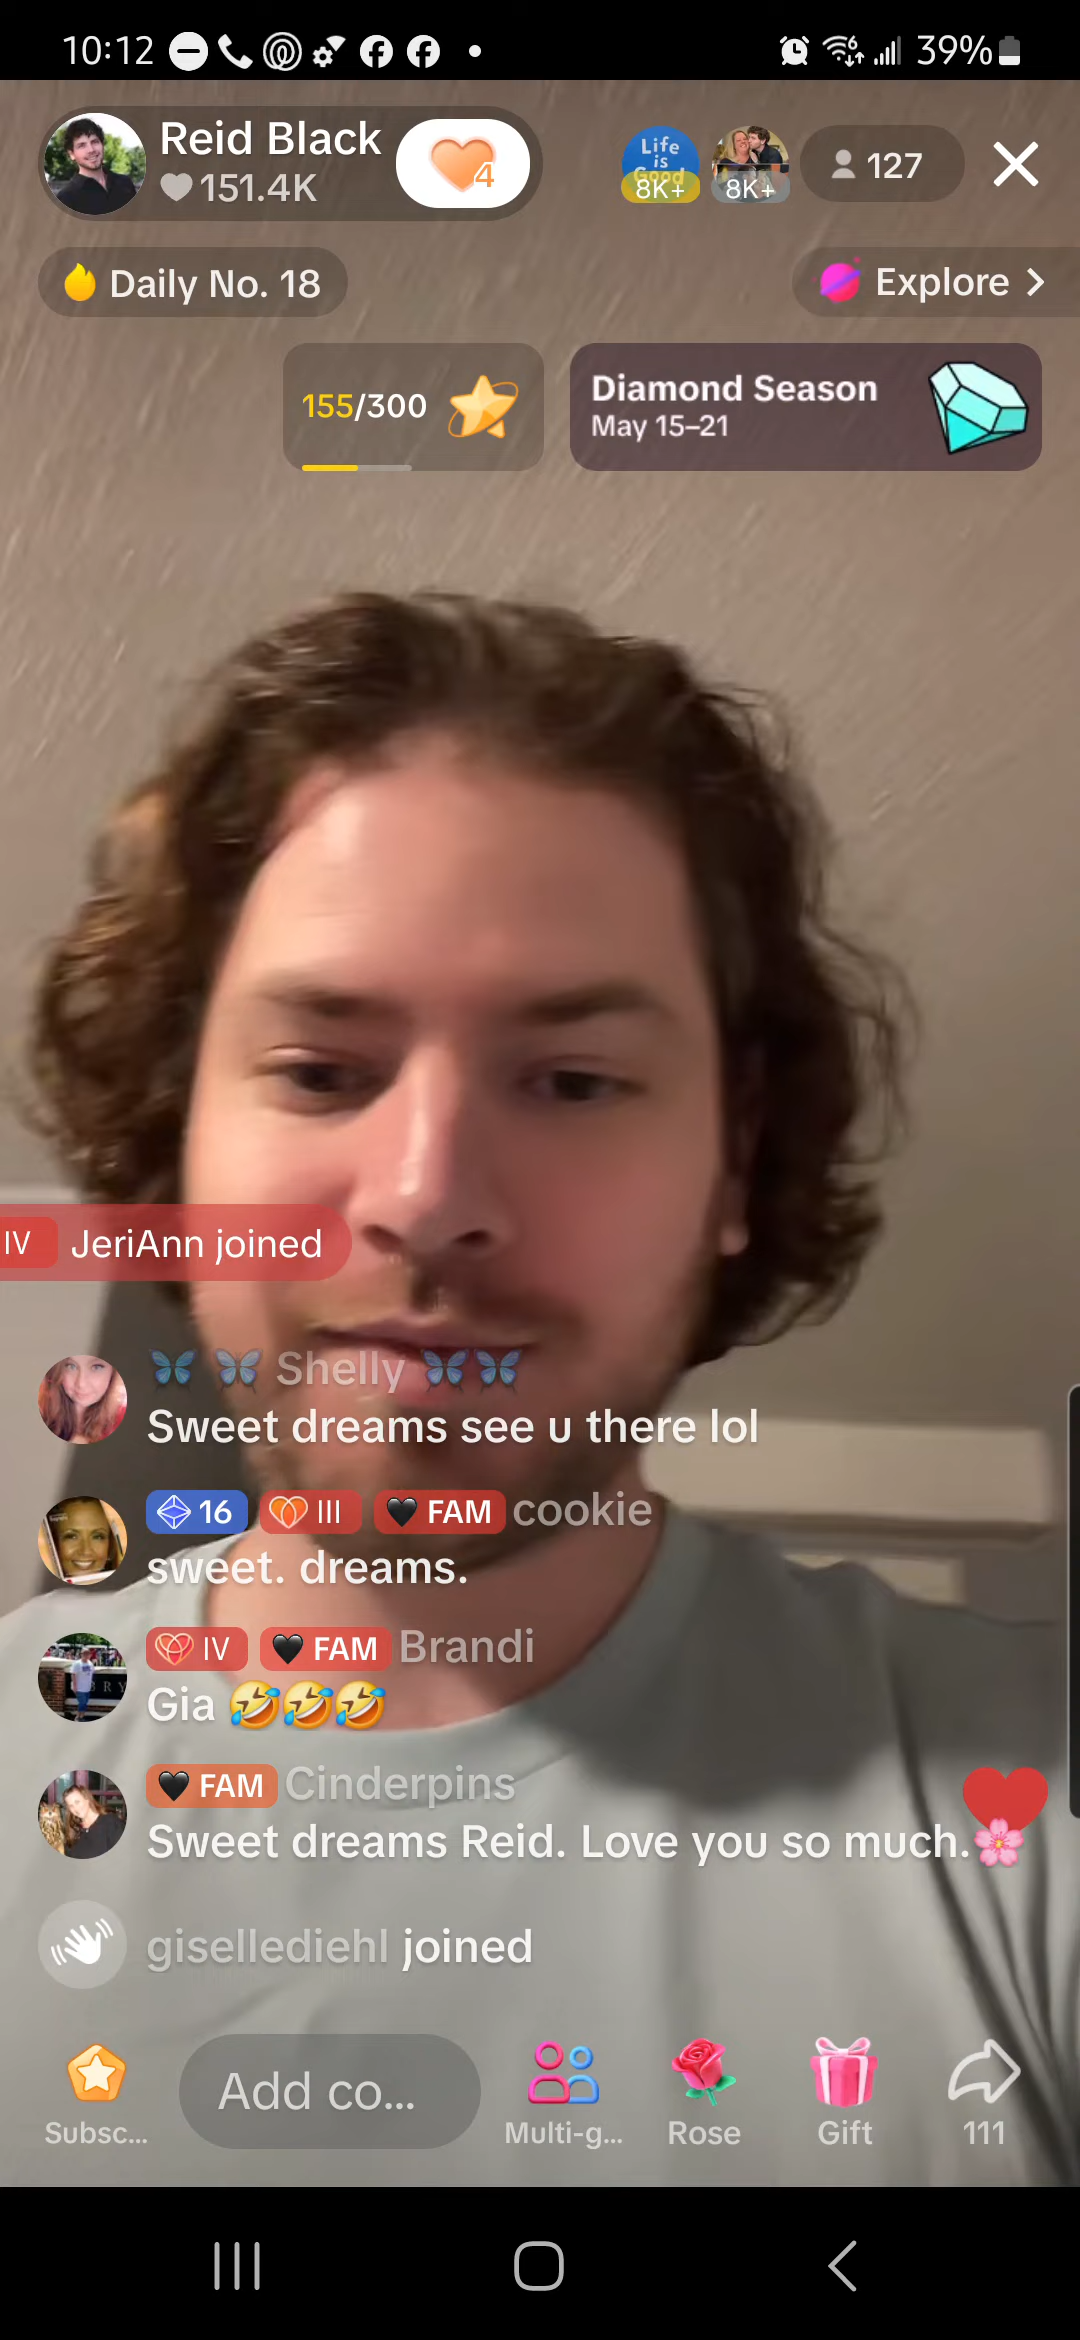 10:12
39%
Reid Black
151.4K
4
Life
is
Good
8K+
8K+
127
Daily No. 18
Explore
155/300
Diamond Season
May 15–21
IV JeriAnn joined
Shelly
Sweet dreams see u there lol
16 III FAM cookie
sweet. dreams.
IV FAM Brandi
Gia 🤣🤣🤣
FAM Cinderpins
Sweet dreams Reid. Love you so much.🌸
gisellediehl joined
Subsc...
Add co...
Multi-g...
Rose
Gift
111